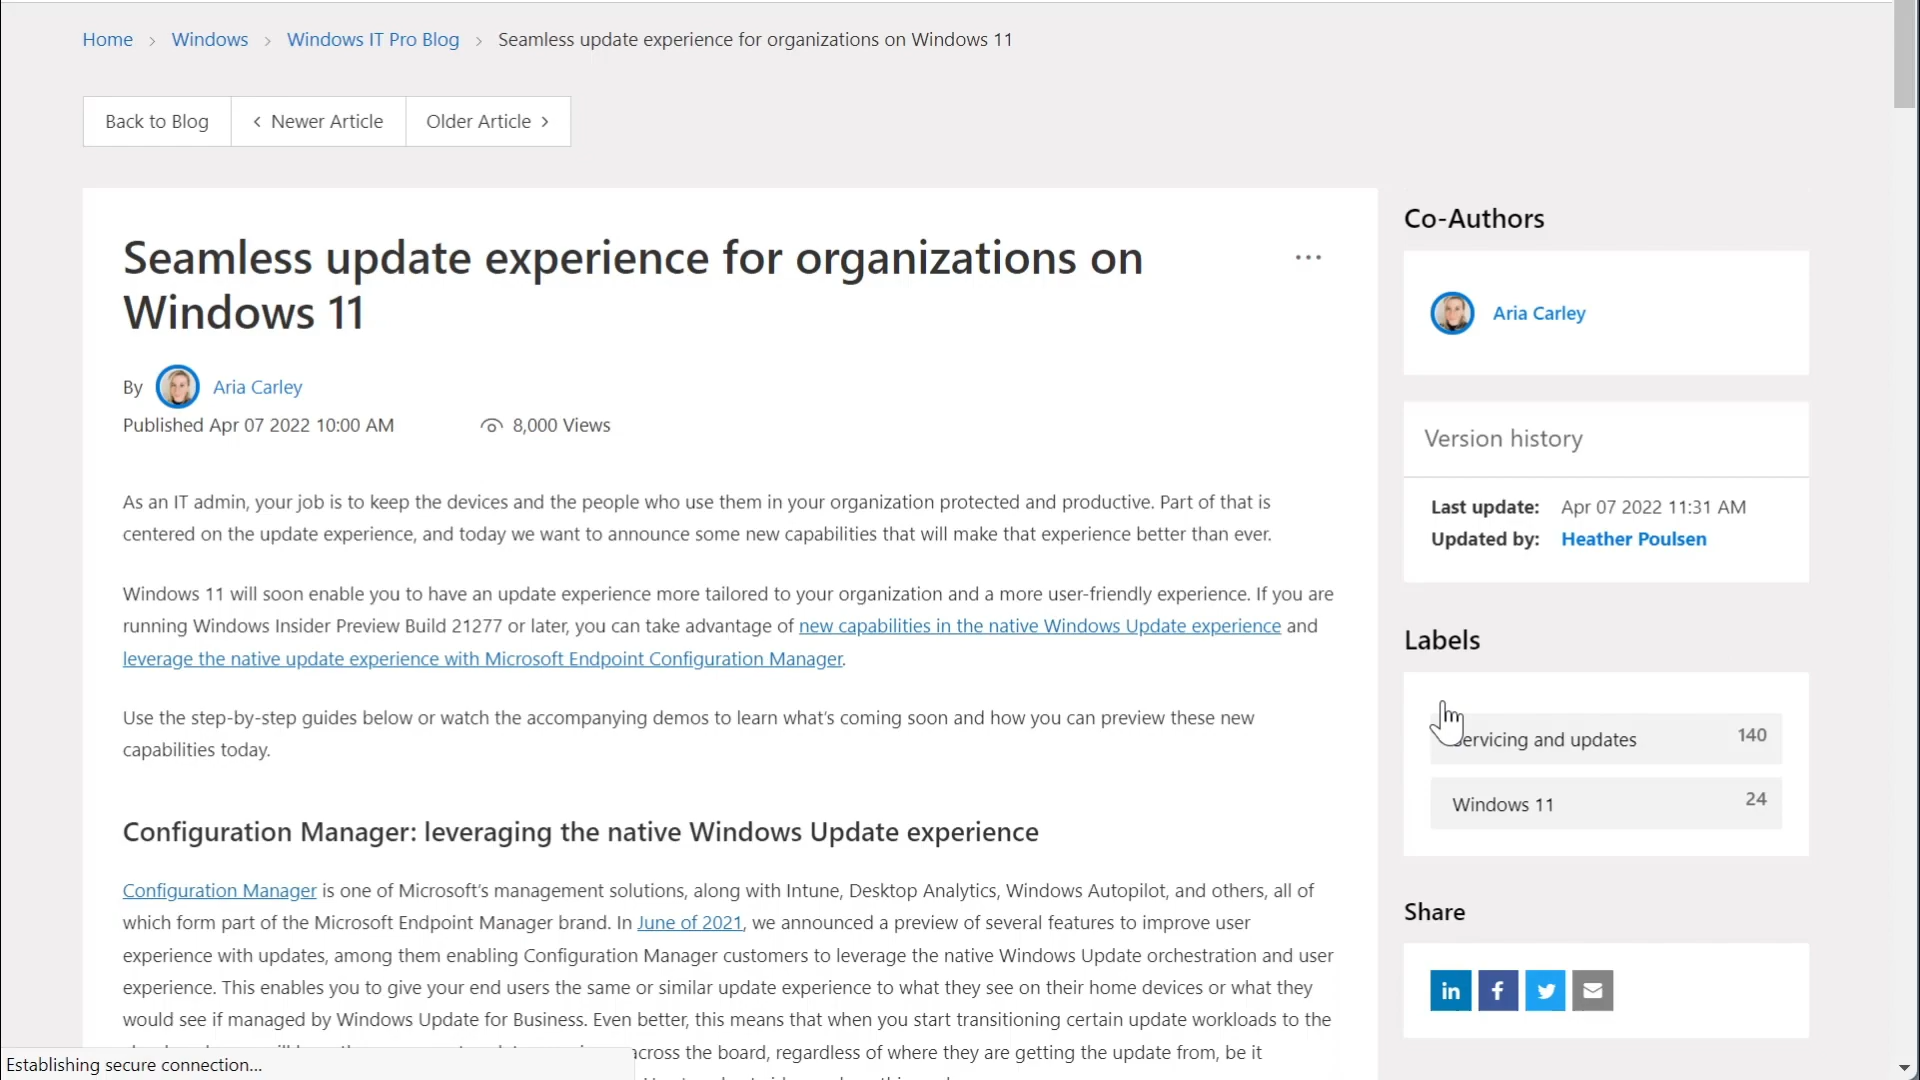 Home > Windows > Windows IT Pro Blog > Seamless update experience for organizations on Windows 11
Back to Blog
< Newer Article
Older Article >
Seamless update experience for organizations on
Windows 11
By Aria Carley
Published Apr 07 2022 10:00 AM
8,000 Views
As an IT admin, your job is to keep the devices and the people who use them in your organization protected and productive. Part of that is
centered on the update experience, and today we want to announce some new capabilities that will make that experience better than ever.
Windows 11 will soon enable you to have an update experience more tailored to your organization and a more user-friendly experience. If you are
running Windows Insider Preview Build 21277 or later, you can take advantage of new capabilities in the native Windows Update experience and
leverage the native update experience with Microsoft Endpoint Configuration Manager.
Use the step-by-step guides below or watch the accompanying demos to learn what's coming soon and how you can preview these new
capabilities today.
Configuration Manager: leveraging the native Windows Update experience
Configuration Manager is one of Microsoft's management solutions, along with Intune, Desktop Analytics, Windows Autopilot, and others, all of
which form part of the Microsoft Endpoint Manager brand. In June of 2021, we announced a preview of several features to improve user
experience with updates, among them enabling Configuration Manager customers to leverage the native Windows Update orchestration and user
experience. This enables you to give your end users the same or similar update experience to what they see on their home devices or what they
would see if managed by Windows Update for Business. Even better, this means that when you start transitioning certain update workloads to the
across the board, regardless of where they are getting the update from, be it
Establishing secure connection...
Co-Authors
Aria Carley
Version history
Last update: Apr 07 2022 11:31 AM
Updated by: Heather Poulsen
Labels
Servicing and updates 140
Windows 11 24
Share
in f